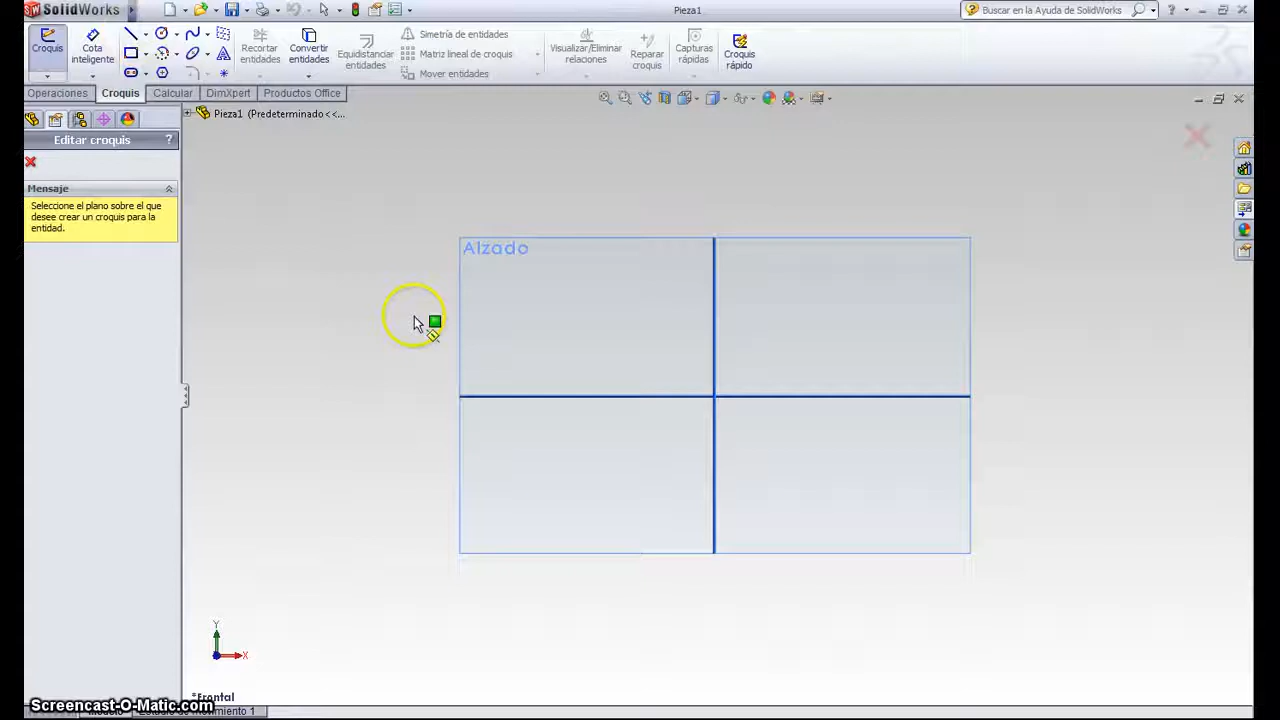 SolidWorks
Pieza1
Buscar en la Ayuda de SolidWorks
Croquis
Cota inteligente
Recortar entidades
Convertir entidades
Equidistanciar entidades
Simetría de entidades
Matriz lineal de croquis
Mover entidades
Visualizar/Eliminar relaciones
Reparar croquis
Capturas rápidas
Croquis rápido
Operaciones
Croquis
Calcular
DimXpert
Productos Office
Pieza1 (Predeterminado<<...
Editar croquis
?
Mensaje
Seleccione el plano sobre el que
desee crear un croquis para la
entidad.
Alzado
Y
X
*Frontal
Screencast-O-Matic.com